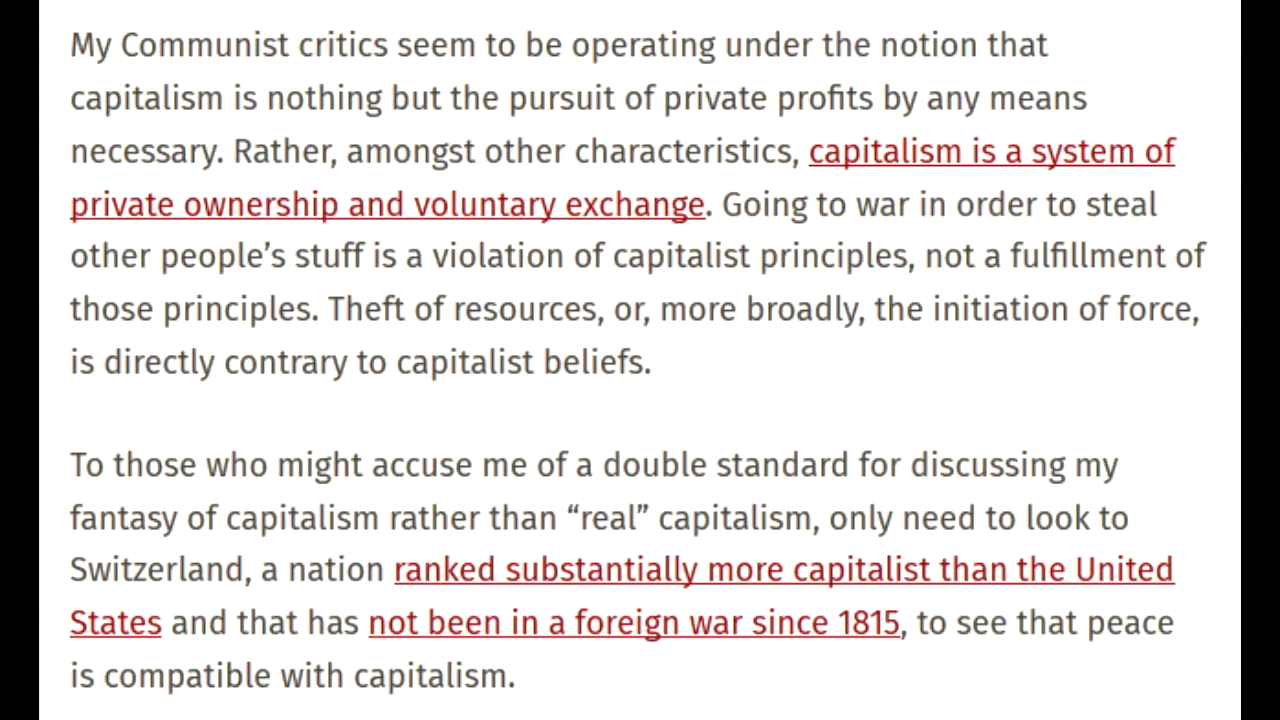 My Communist critics seem to be operating under the notion that
capitalism is nothing but the pursuit of private profits by any means
necessary. Rather, amongst other characteristics, capitalism is a system of
private ownership and voluntary exchange. Going to war in order to steal
other people’s stuff is a violation of capitalist principles, not a fulfillment of
those principles. Theft of resources, or, more broadly, the initiation of force,
is directly contrary to capitalist beliefs.
To those who might accuse me of a double standard for discussing my
fantasy of capitalism rather than “real” capitalism, only need to look to
Switzerland, a nation ranked substantially more capitalist than the United
States and that has not been in a foreign war since 1815, to see that peace
is compatible with capitalism.